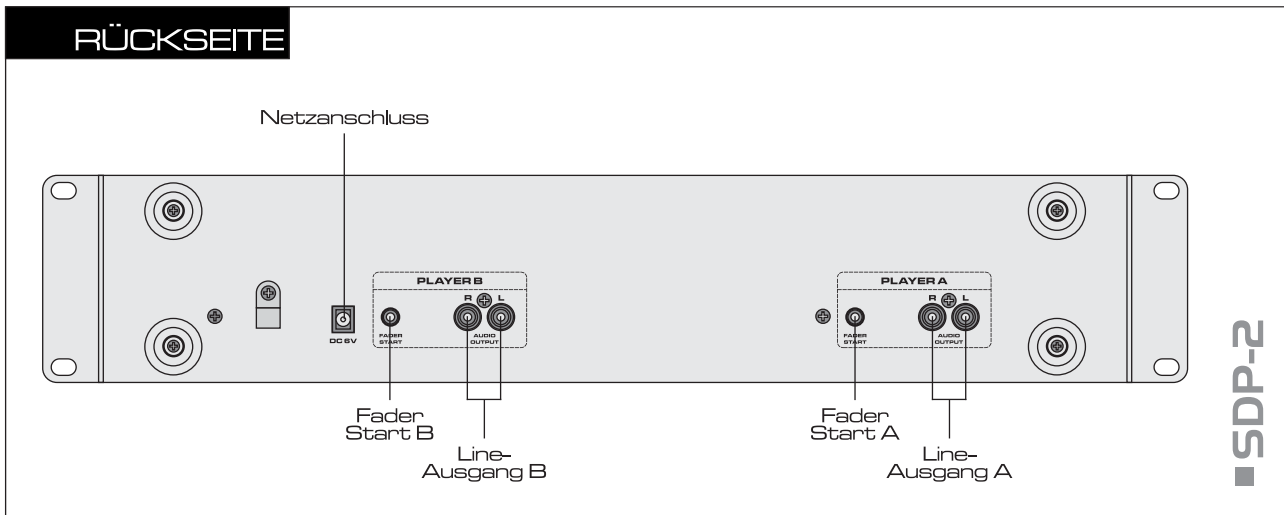 RÜCKSEITE
Netzanschluss
PLAYER B
PLAYER A
R L
R L
DC 6V
FADER
START
AUDIO
OUTPUT
FADER
START
AUDIO
OUTPUT
Fader
Start B
Line-
Ausgang B
Fader
Start A
Line-
Ausgang A
SDP-2